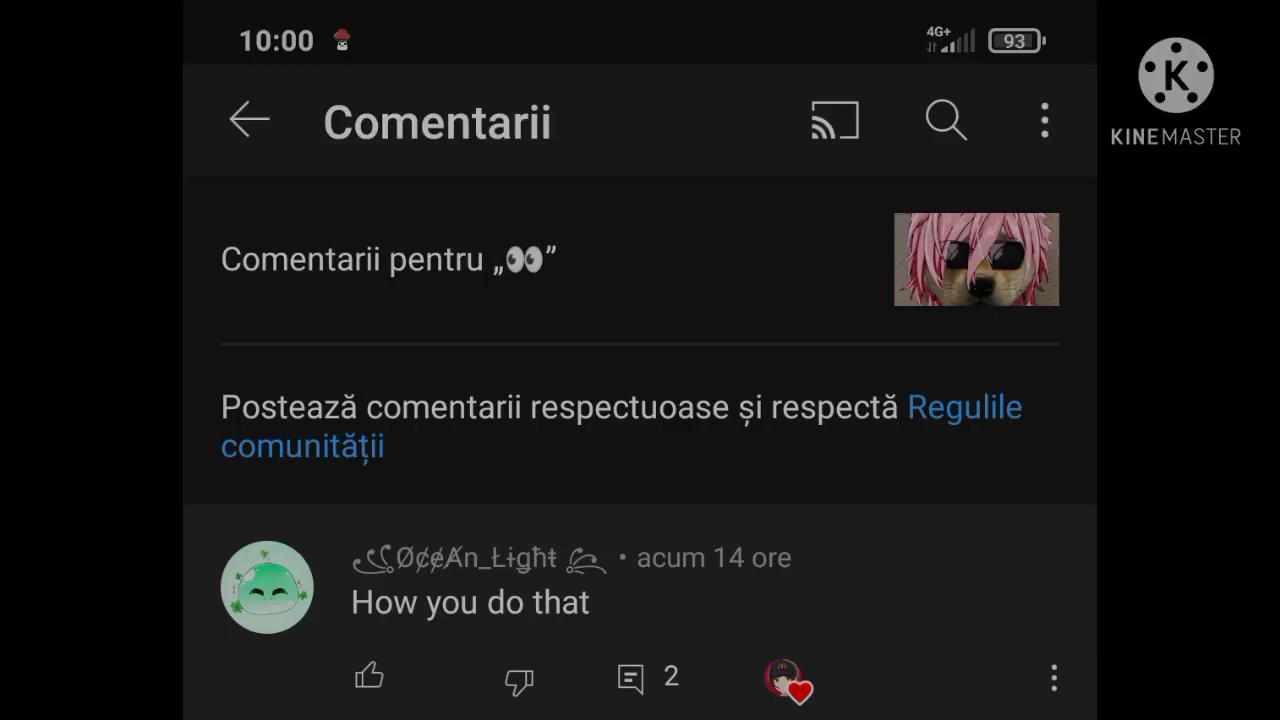 10:00
4G+
93
Comentarii
KINEMASTER
Comentarii pentru „👀”
Postează comentarii respectuoase și respectă Regulile
comunității
• acum 14 ore
How you do that
2